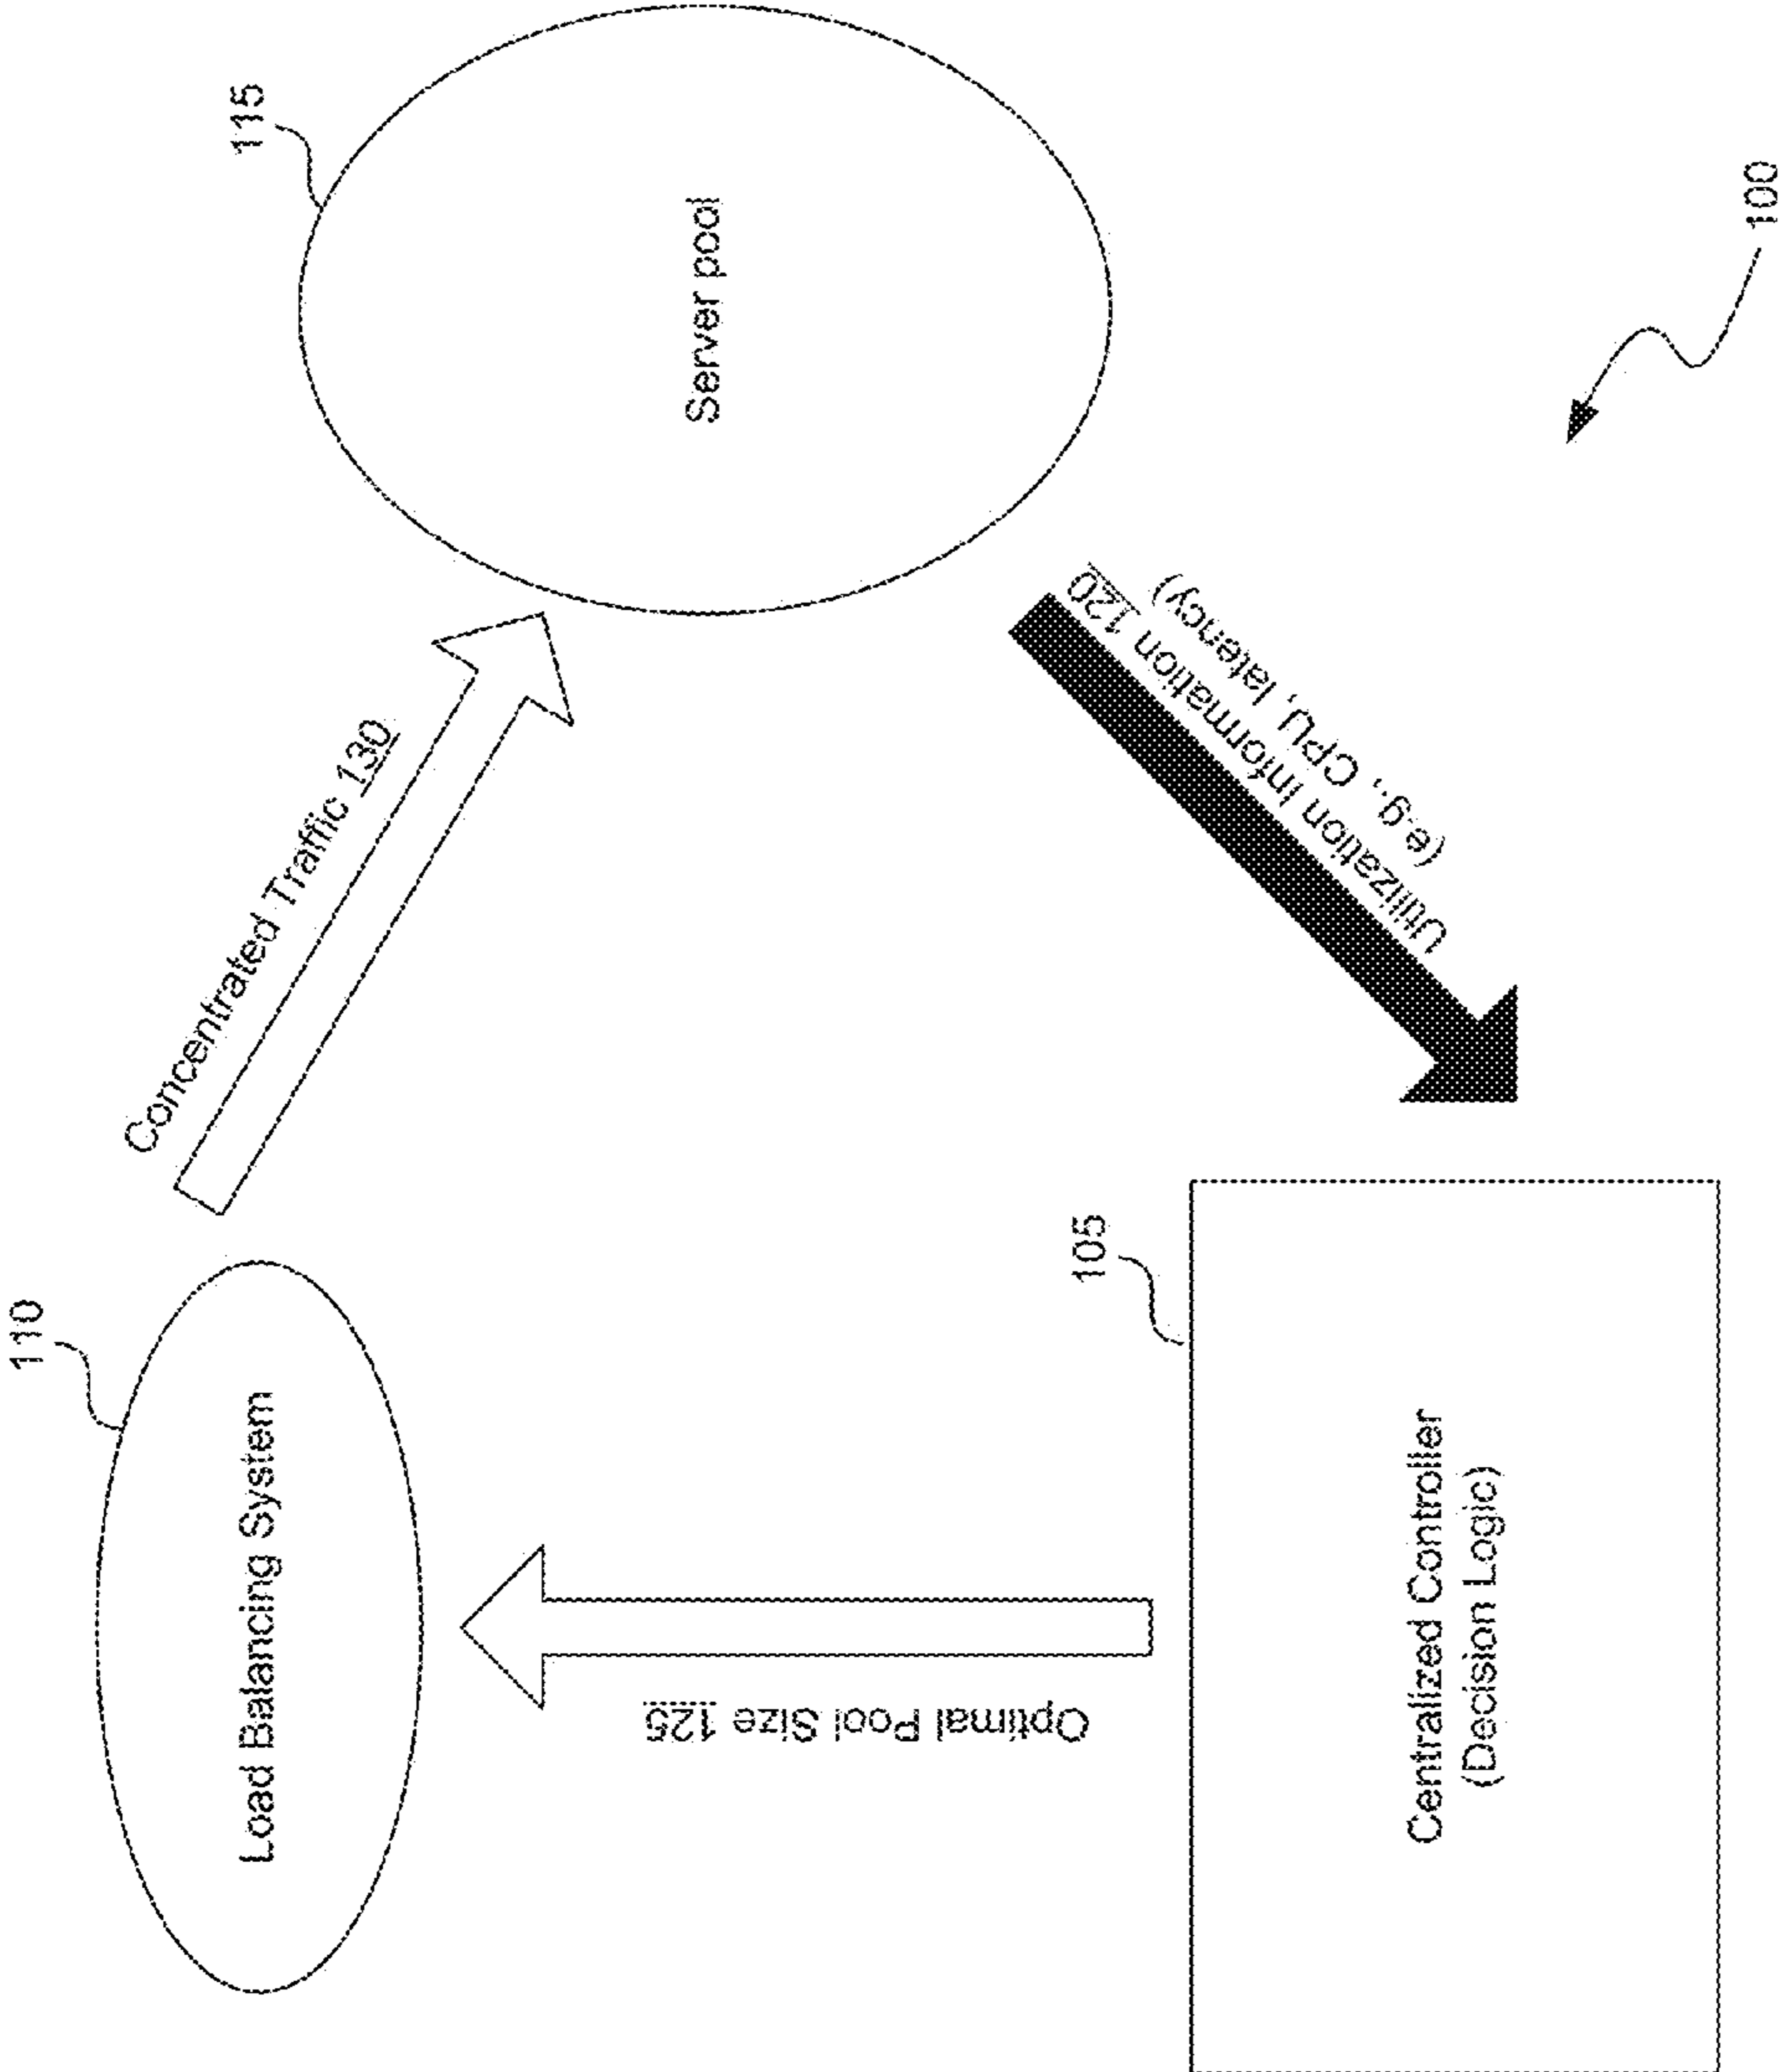 110
Load Balancing System
Concentrated Traffic 130
115
Server pool
Optimal Pool Size 125
Utilization Information 120
(e.g., CPU, latency)
105
Centralized Controller
(Decision Logic)
100